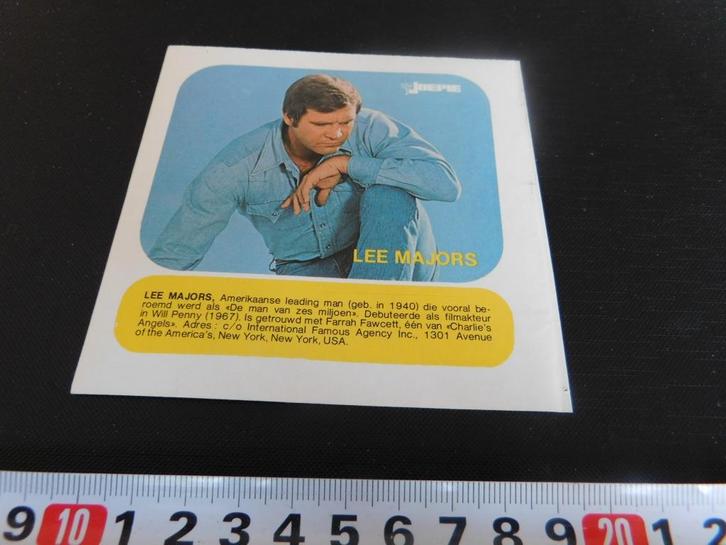 JOEPIE
LEE MAJORS
LEE MAJORS, Amerikaanse leading man (geb. in 1940) die vooral be-
roemd werd als «De man van zes miljoen». Debuteerde als filmakteur
in Will Penny (1967). Is getrouwd met Farrah Fawcett, één van «Charlie's
Angels». Adres : c/o International Famous Agency Inc., 1301 Avenue
of the America's, New York, New York, USA.
9 10 1 2 3 4 5 6 7 8 9 20 1 2